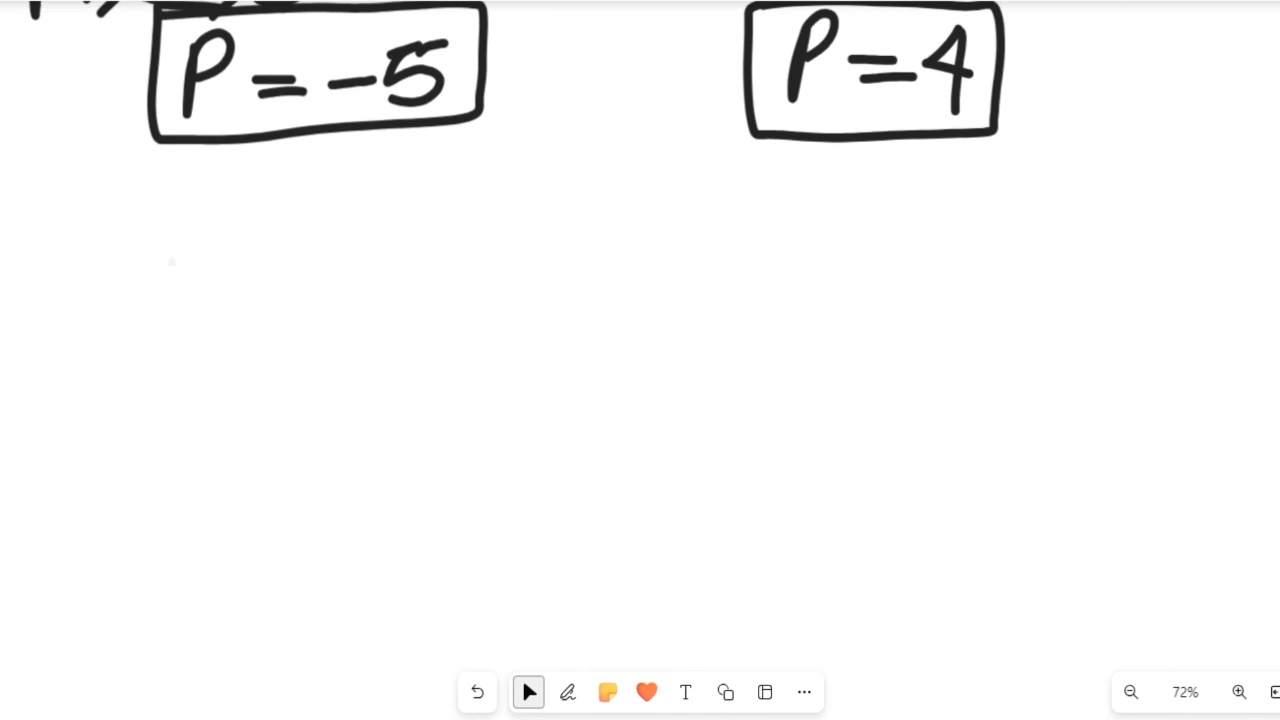 P = -5
P = 4
T
72%